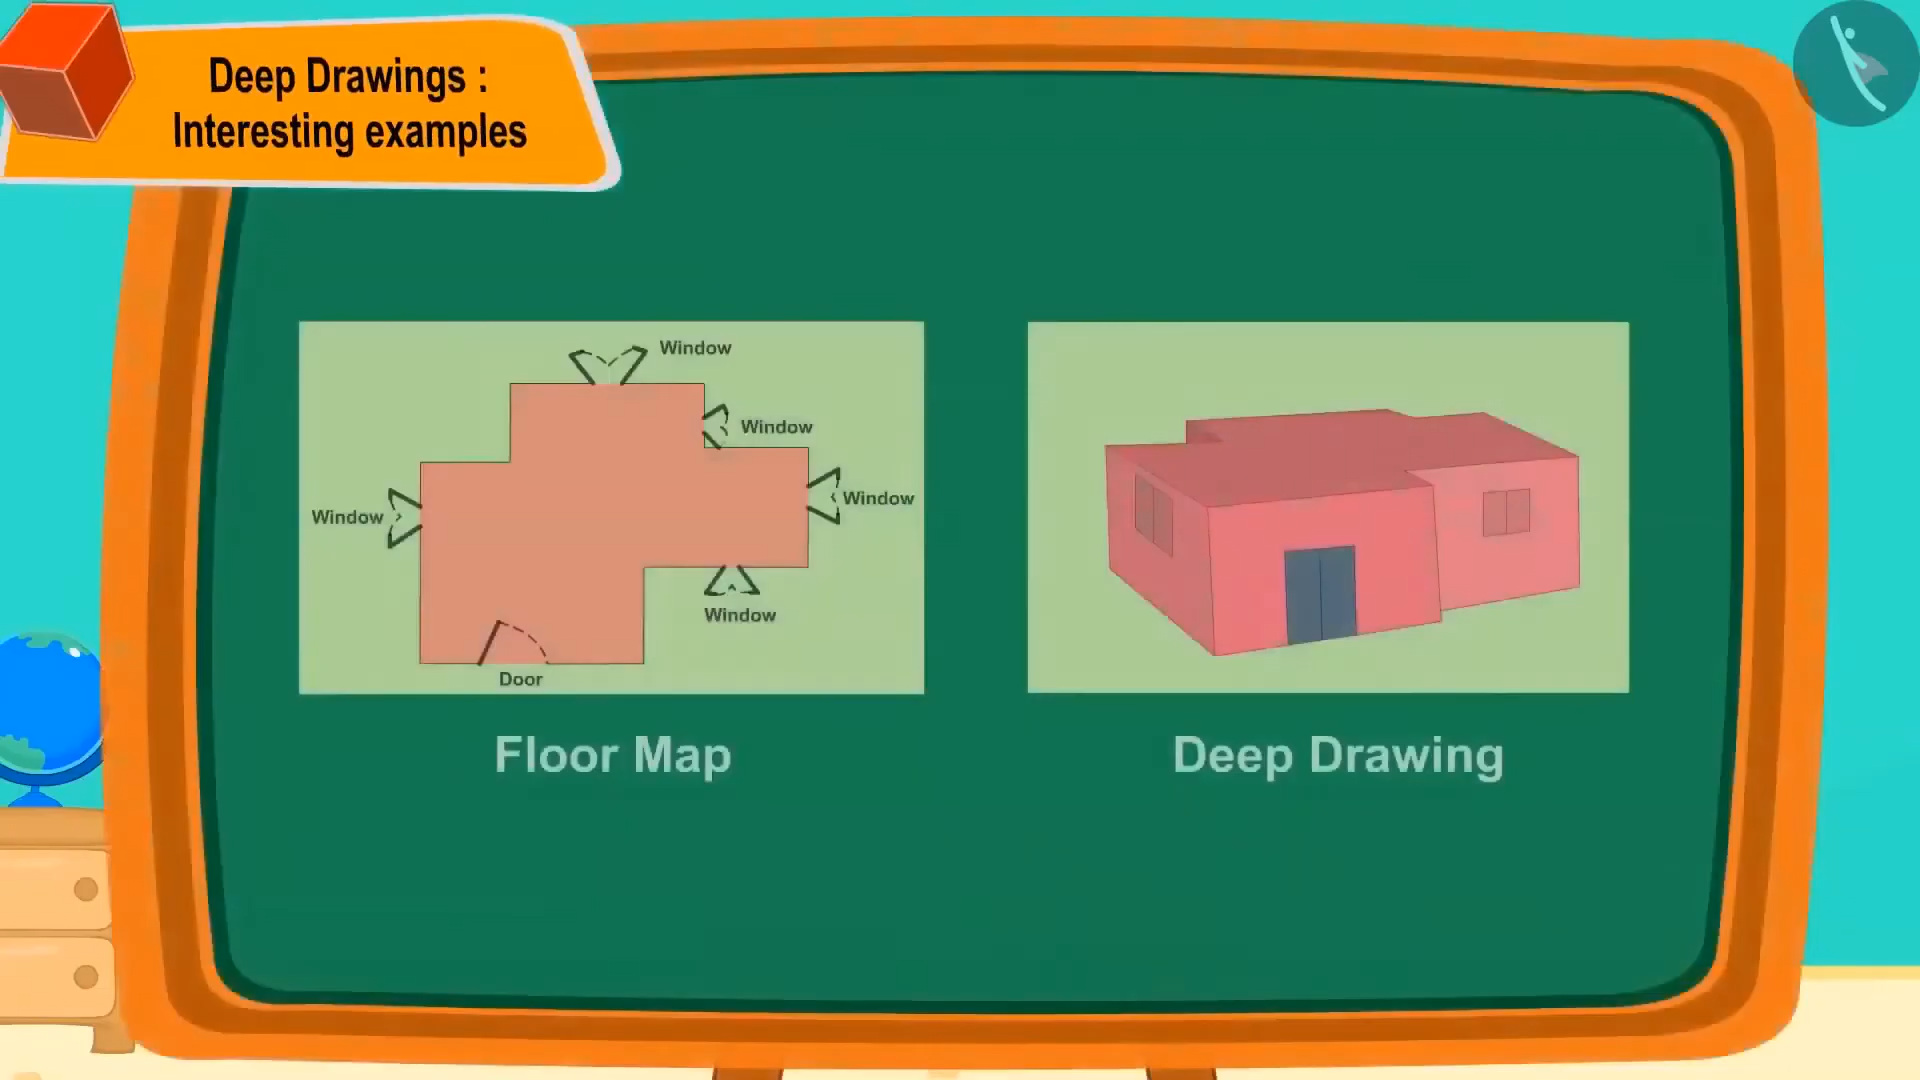 Deep Drawings :
Interesting examples
Window
Window
Window
Window
Window
Door
Floor Map
Deep Drawing